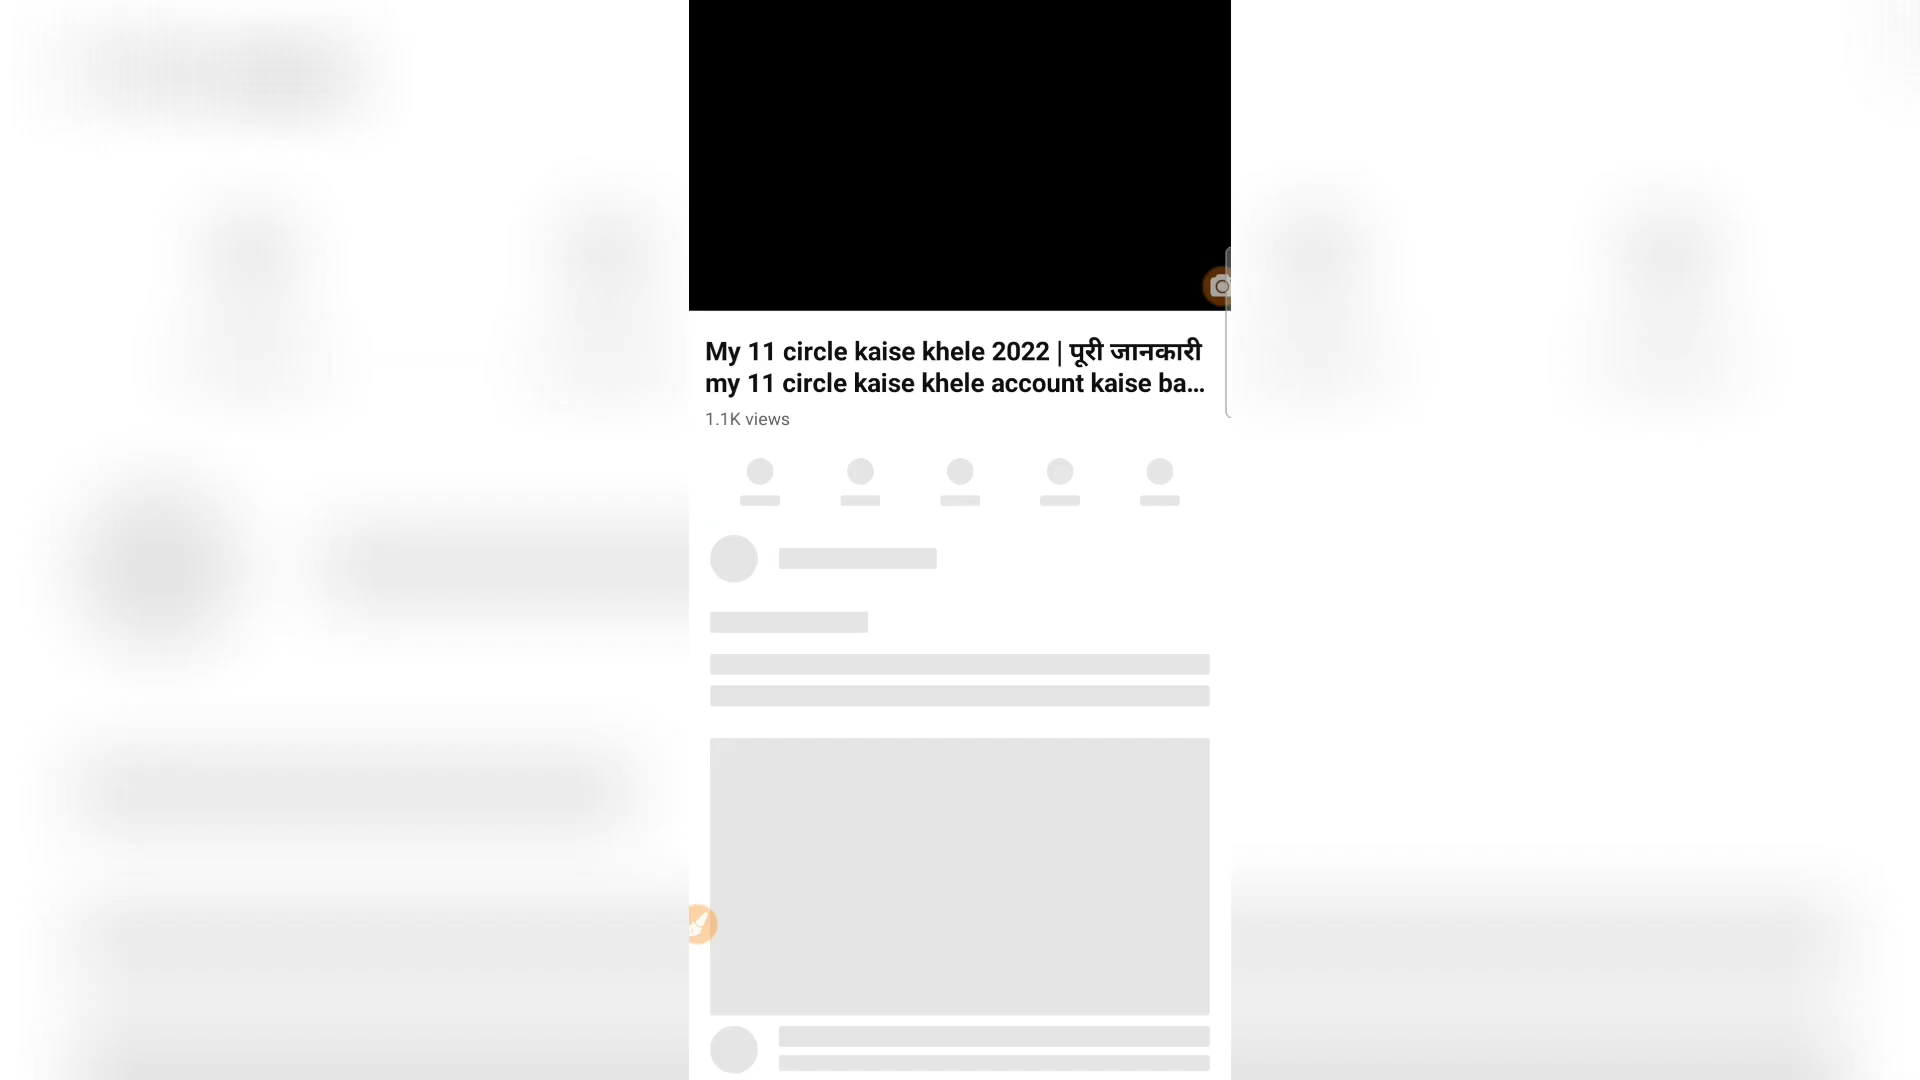 My 11 circle kaise khele 2022 | पूरी जानकारी
my 11 circle kaise khele account kaise ba...
1.1K views